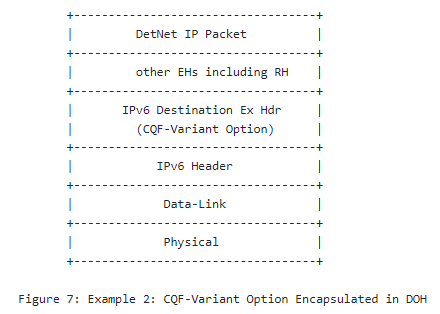 DetNet IP Packet
other EHs including RH
IPv6 Destination Ex Hdr
(CQF-Variant Option)
IPv6 Header
Data-Link
Physical
Figure 7: Example 2: CQF-Variant Option Encapsulated in DOH